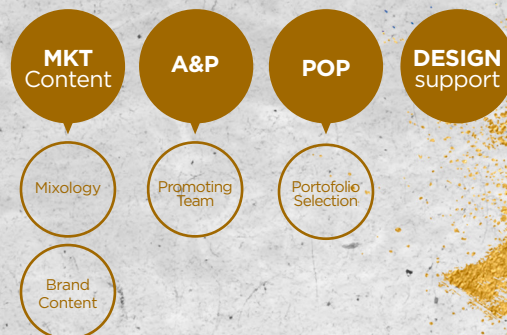 MKT
Content
A&P
POP
DESIGN
support
Mixology
Promoting
Team
Portofolio
Selection
Brand
Content